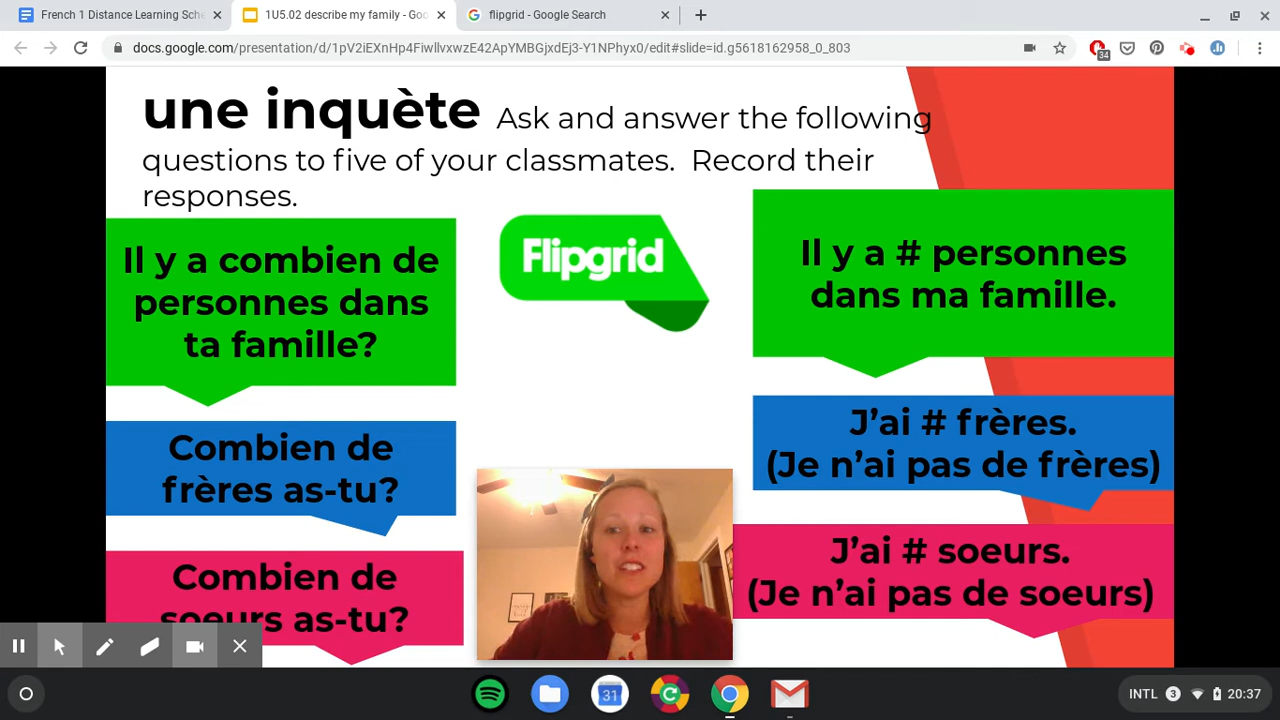 French 1 Distance Learning Sche
1U5.02 describe my family - Goo
flipgrid - Google Search
docs.google.com/presentation/d/1pV2iEXnHp4FiwllvxwzE42ApYMBGjxdEj3-Y1NPhyx0/edit#slide=id.g5618162958_0_803
34
une inquète Ask and answer the following
questions to five of your classmates. Record their
responses.
Il y a combien de
personnes dans
ta famille?
Flipgrid
Il y a # personnes
dans ma famille.
Combien de
frères as-tu?
J'ai # frères.
(Je n'ai pas de frères)
Combien de
soeurs as-tu?
J'ai # soeurs.
(Je n'ai pas de soeurs)
31
INTL 3 20:37